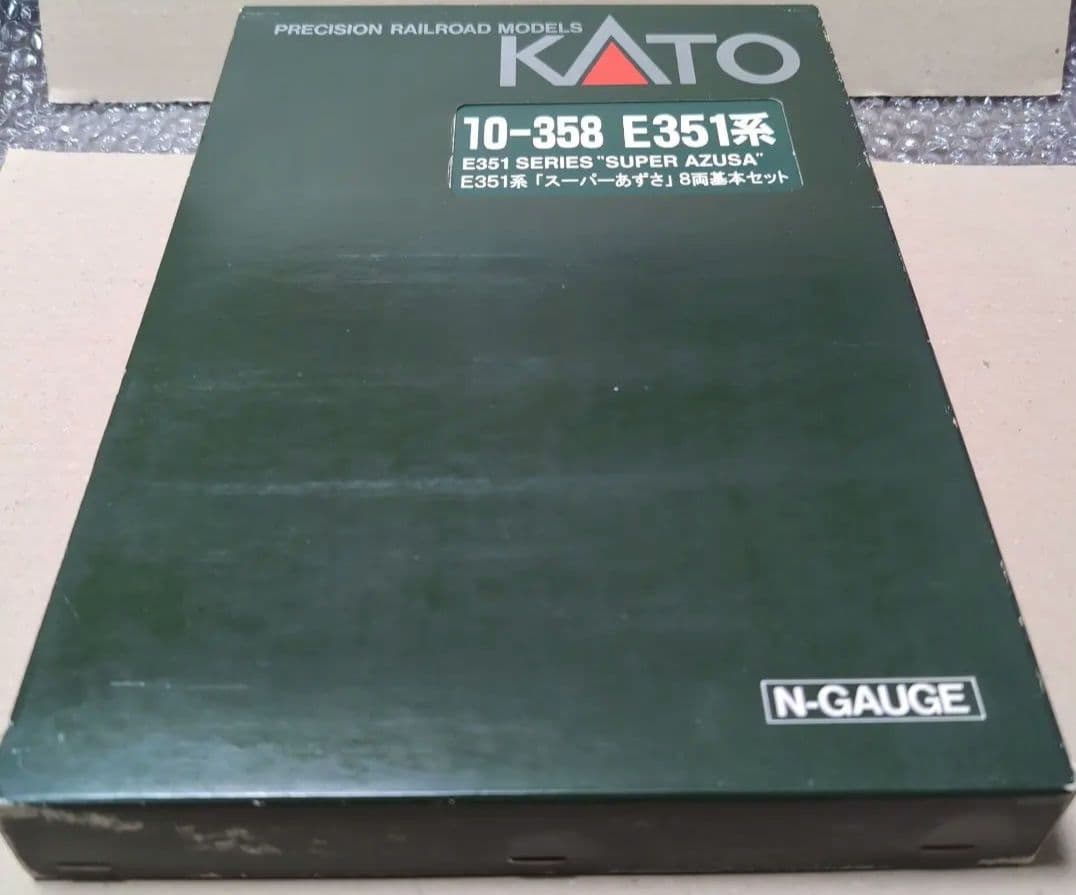 PRECISION RAILROAD MODELS
KATO
10-358 E351系
E351 SERIES "SUPER AZUSA"
E351系「スーパーあずさ」8両基本セット
N-GAUGE